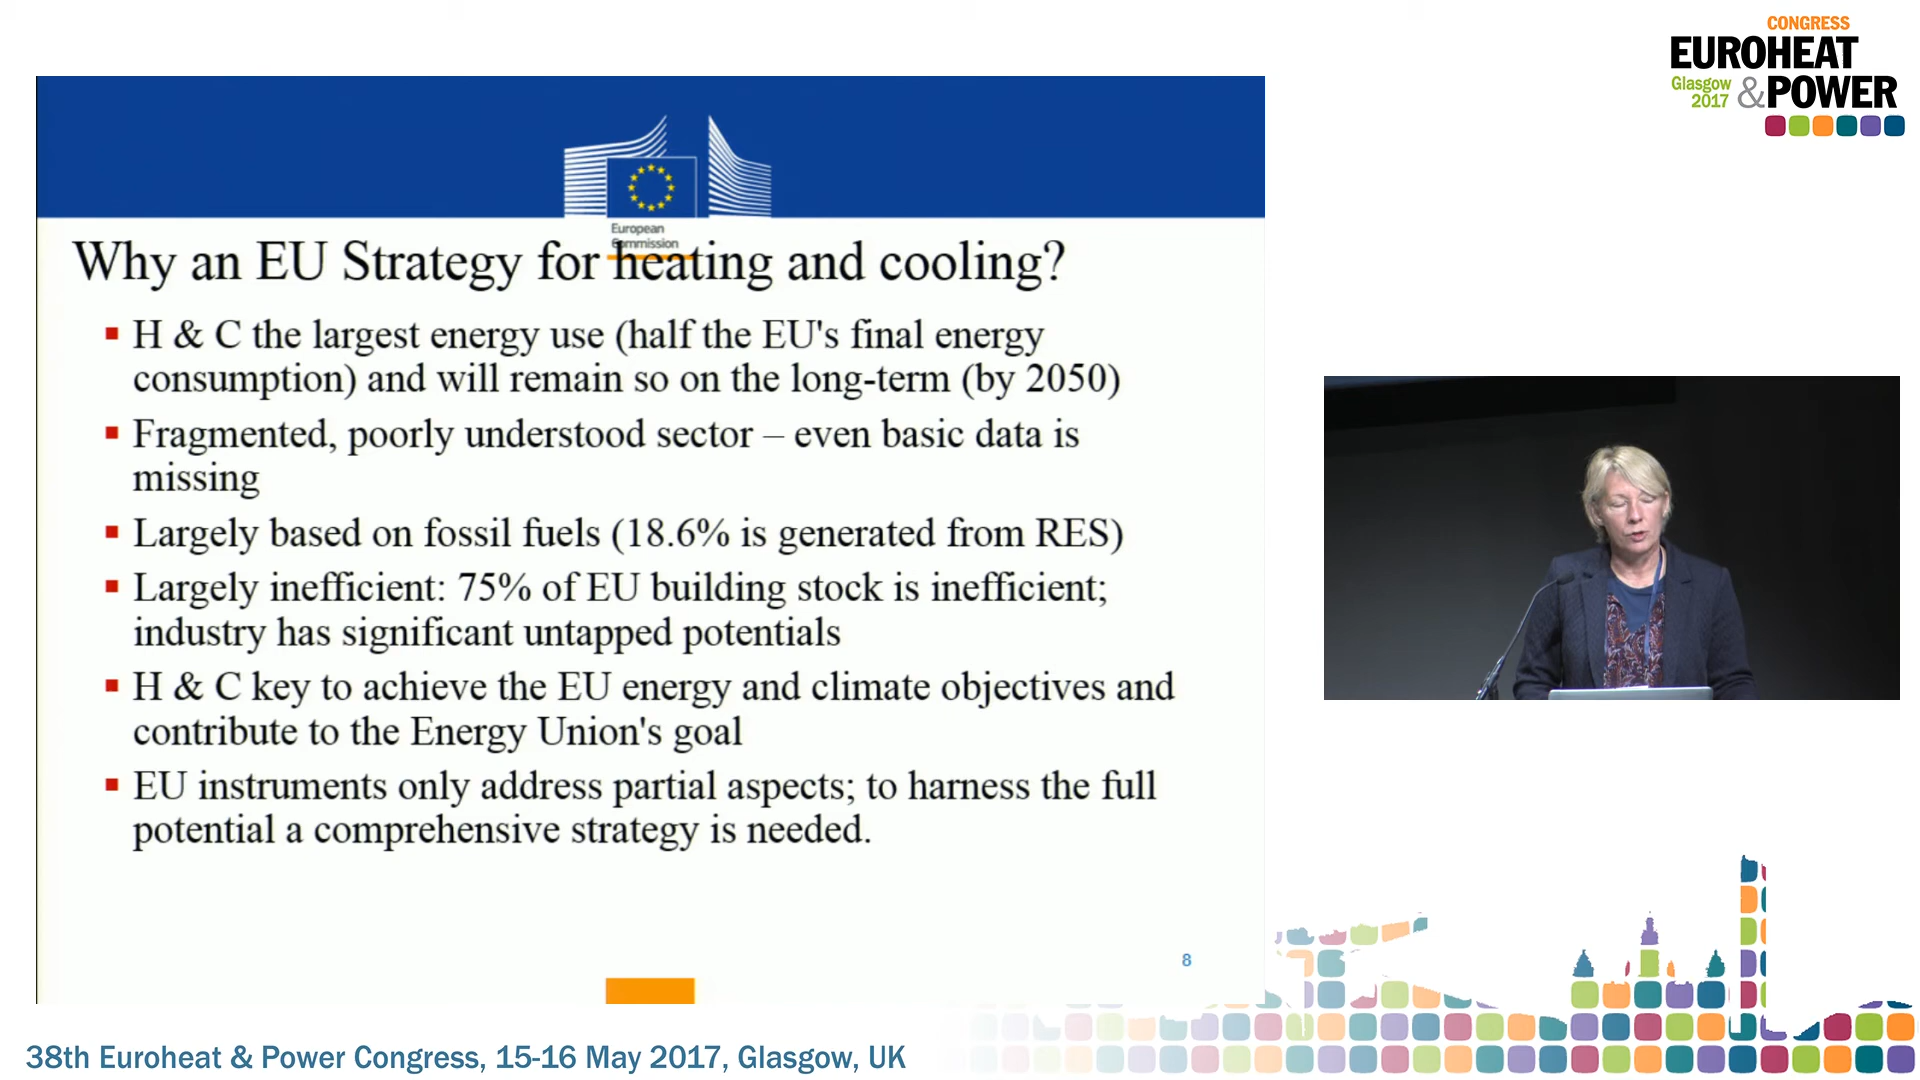 CONGRESS
EUROHEAT
Glasgow
2017
&POWER
European
Commission
Why an EU Strategy for heating and cooling?
H & C the largest energy use (half the EU's final energy
consumption) and will remain so on the long-term (by 2050)
Fragmented, poorly understood sector – even basic data is
missing
Largely based on fossil fuels (18.6% is generated from RES)
Largely inefficient: 75% of EU building stock is inefficient;
industry has significant untapped potentials
H & C key to achieve the EU energy and climate objectives and
contribute to the Energy Union's goal
EU instruments only address partial aspects; to harness the full
potential a comprehensive strategy is needed.
8
38th Euroheat & Power Congress, 15-16 May 2017, Glasgow, UK